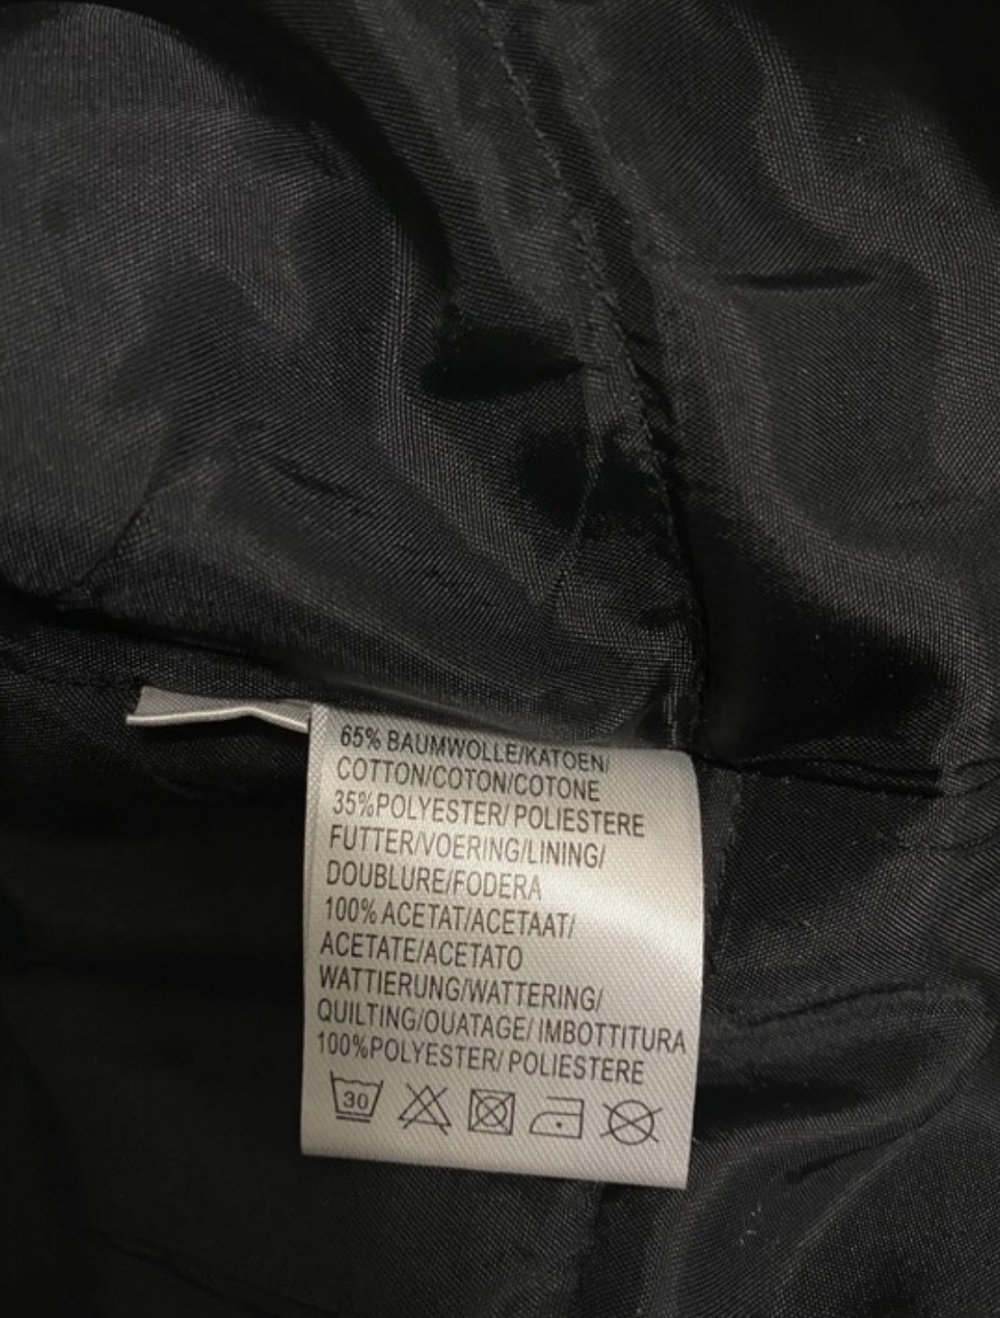 65% BAUMWOLLE/KATOEN/
COTTON/COTON/COTONE
35%POLYESTER/ POLIESTERE
FUTTER/VOERING/LINING/
DOUBLURE/FODERA
100% ACETAT/ACETAAT/
ACETATE/ACETATO
WATTIERUNG/WATTERING/
QUILTING/OUATAGE/ IMBOTTITURA
100%POLYESTER/ POLIESTERE
30